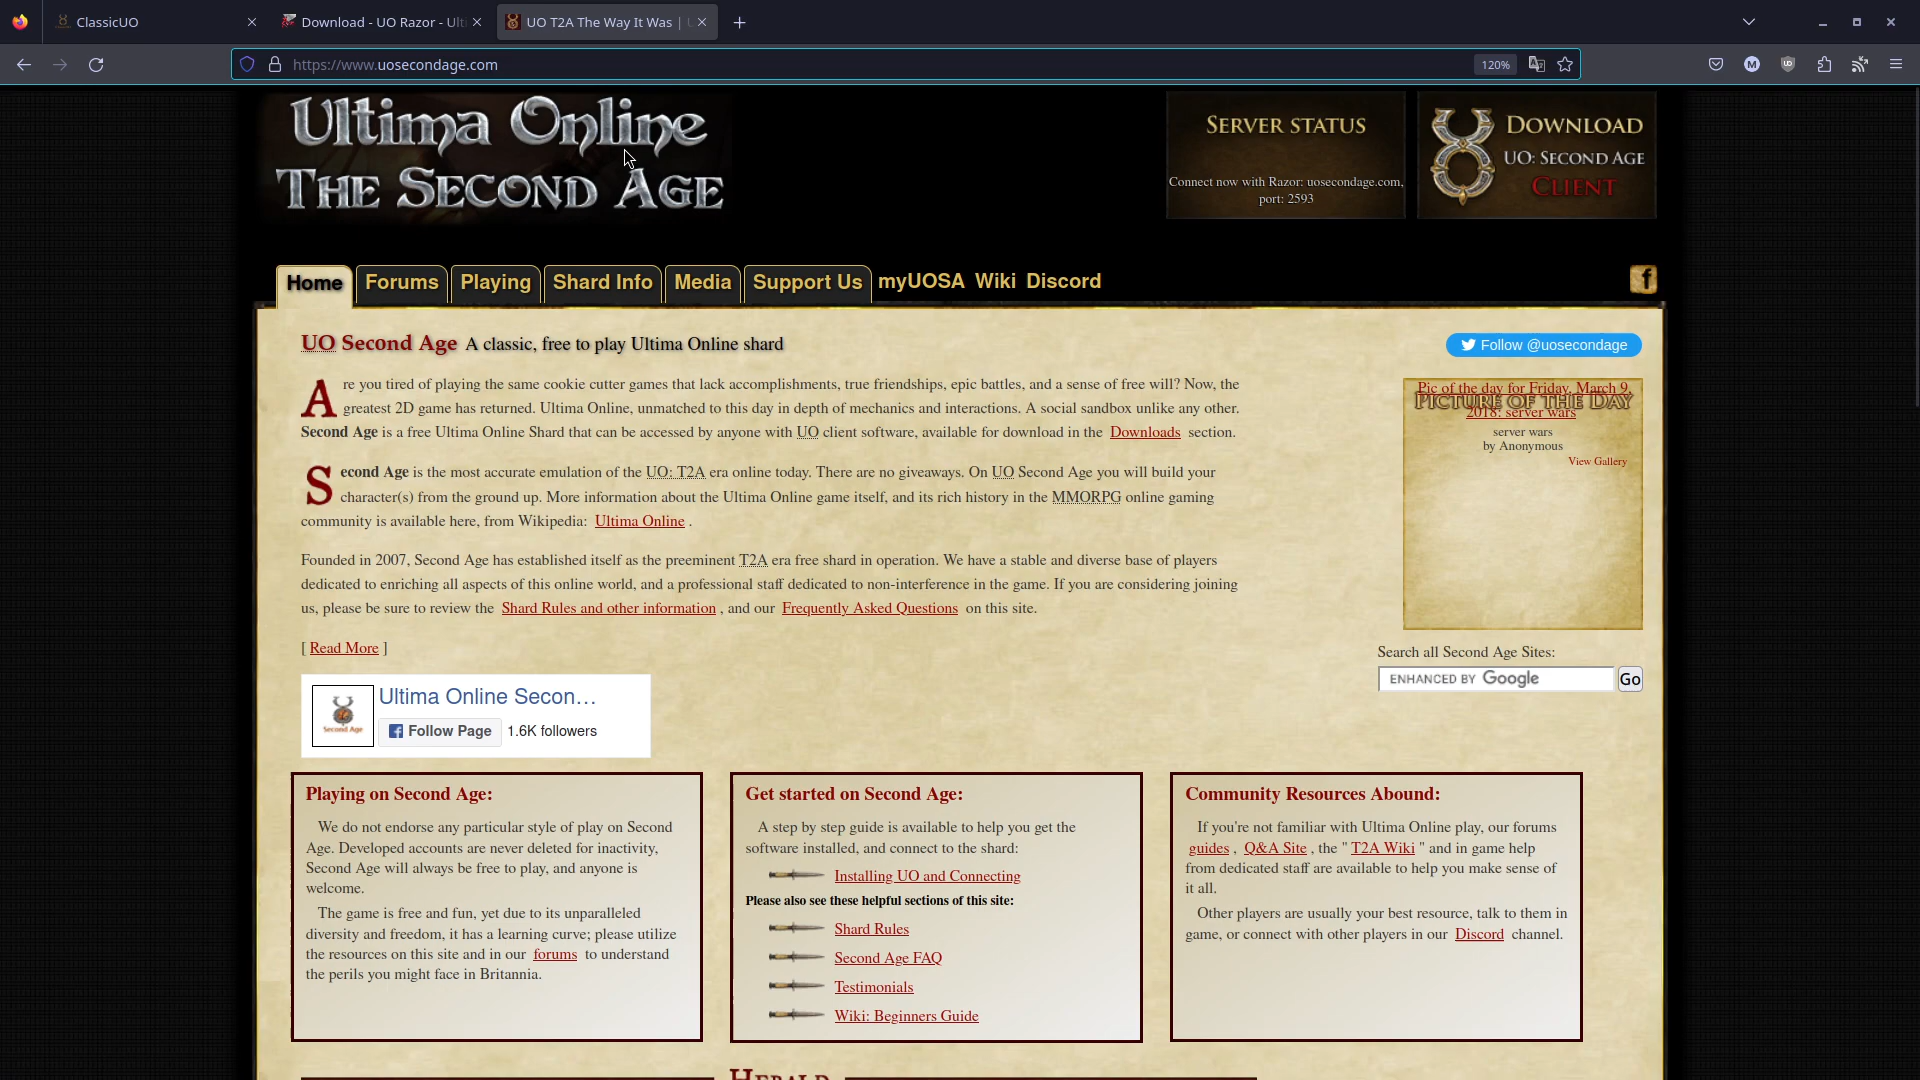 ClassicUO
Download - UO Razor - Ulti
UO T2A The Way It Was |
https://www.uosecondage.com
120%
Ultima Online
The Second Age
Server status
Connect now with Razor: uosecondage.com,
port: 2593
Download
UO: Second Age
Client
Home
Forums
Playing
Shard Info
Media
Support Us
myUOSA
Wiki
Discord
UO Second Age A classic, free to play Ultima Online shard
Follow @uosecondage
Are you tired of playing the same cookie cutter games that lack accomplishments, true friendships, epic battles, and a sense of free will? Now, the
greatest 2D game has returned. Ultima Online, unmatched to this day in depth of mechanics and interactions. A social sandbox unlike any other.
Second Age is a free Ultima Online Shard that can be accessed by anyone with UO client software, available for download in the Downloads section.
Second Age is the most accurate emulation of the UO: T2A era online today. There are no giveaways. On UO Second Age you will build your
character(s) from the ground up. More information about the Ultima Online game itself, and its rich history in the MMORPG online gaming
community is available here, from Wikipedia: Ultima Online .
Founded in 2007, Second Age has established itself as the preeminent T2A era free shard in operation. We have a stable and diverse base of players
dedicated to enriching all aspects of this online world, and a professional staff dedicated to non-interference in the game. If you are considering joining
us, please be sure to review the Shard Rules and other information , and our Frequently Asked Questions on this site.
[ Read More ]
Pic of the day for Friday, March 9,
Picture of the Day
2018: server wars
server wars
by Anonymous
View Gallery
Search all Second Age Sites:
ENHANCED BY Google
Go
Ultima Online Secon…
Follow Page
1.6K followers
Second Age
Playing on Second Age:
We do not endorse any particular style of play on Second
Age. Developed accounts are never deleted for inactivity,
Second Age will always be free to play, and anyone is
welcome.
The game is free and fun, yet due to its unparalleled
diversity and freedom, it has a learning curve; please utilize
the resources on this site and in our forums to understand
the perils you might face in Britannia.
Get started on Second Age:
A step by step guide is available to help you get the
software installed, and connect to the shard:
Installing UO and Connecting
Please also see these helpful sections of this site:
Shard Rules
Second Age FAQ
Testimonials
Wiki: Beginners Guide
Community Resources Abound:
If you're not familiar with Ultima Online play, our forums
guides , Q&A Site , the " T2A Wiki " and in game help
from dedicated staff are available to help you make sense of
it all.
Other players are usually your best resource, talk to them in
game, or connect with other players in our Discord channel.
Herald